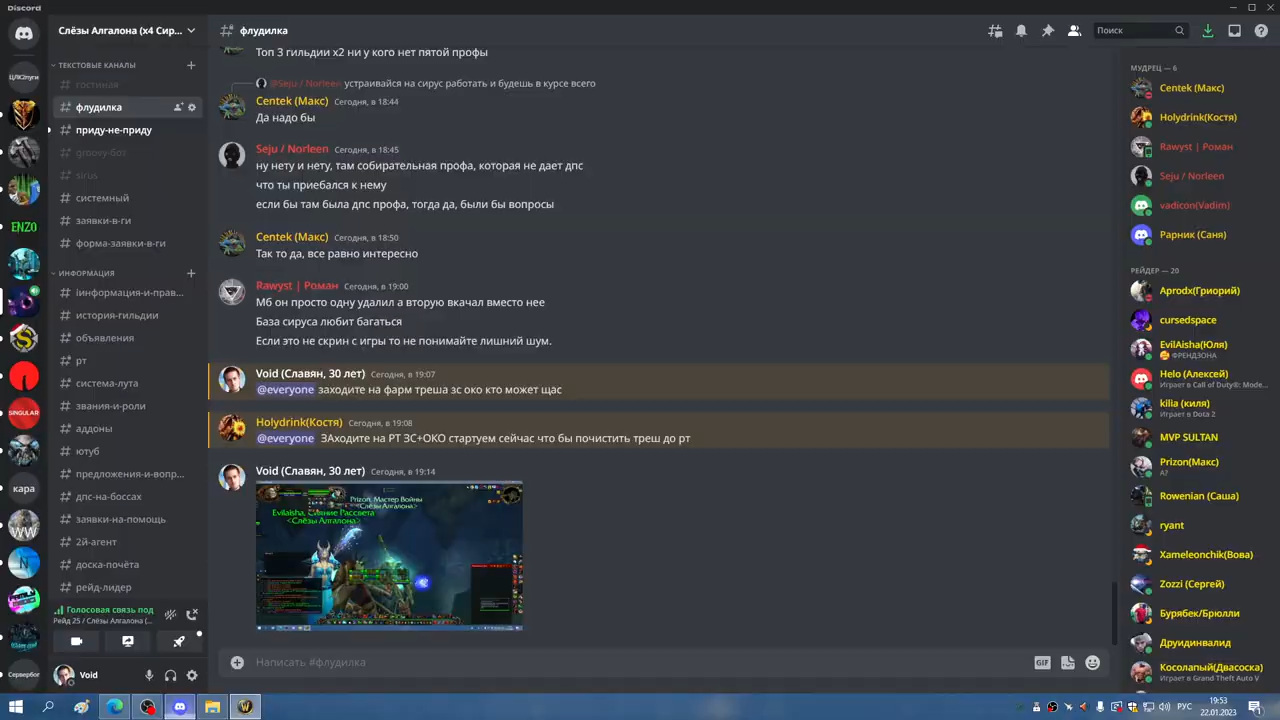 Discord
Слёзы Алгалона (x4 Сир...
флудилка
Поиск
ТЕКСТОВЫЕ КАНАЛЫ
гостиная
флудилка
приду-не-приду
groovy-бот
sirus
системный
заявки-в-ги
форма-заявки-в-ги
ИНФОРМАЦИЯ
информация-и-прав...
история-гильдии
объявления
рт
система-лута
звания-и-роли
аддоны
ютуб
предложения-и-вопр...
дпс-на-боссах
заявки-на-помощь
2й-агент
доска-почёта
рейд-лидер
Голосовая связь под
Рейд 25 / Слёзы Алгалона (...
Void
ENZO
SINGULAR
кара
WW
N
Сервербог
Топ 3 гильдии x2 ни у кого нет пятой профы
@Seju / Norleen устраивайся на сирус работать и будешь в курсе всего
Centek (Макс) Сегодня, в 18:44
Да надо бы
Seju / Norleen Сегодня, в 18:45
ну нету и нету, там собирательная профа, которая не дает дпс
что ты приебался к нему
если бы там была дпс профа, тогда да, были бы вопросы
Centek (Макс) Сегодня, в 18:50
Так то да, все равно интересно
Rawyst | Роман Сегодня, в 19:00
Мб он просто одну удалил а вторую вкачал вместо нее
База сируса любит багаться
Если это не скрин с игры то не понимайте лишний шум.
Void (Славян, 30 лет) Сегодня, в 19:07
@everyone заходите на фарм треша зс око кто может щас
Holydrink(Костя) Сегодня, в 19:08
@everyone ЗАходите на РТ ЗС+ОКО стартуем сейчас что бы почистить треш до рт
Void (Славян, 30 лет) Сегодня, в 19:14
Prizon, Мастер Войны
<Слёзы Алгалона>
Evilaisha, Сияние Рассвета
<Слёзы Алгалона>
Написать #флудилка
GIF
МУДРЕЦ — 6
Centek (Макс)
Holydrink(Костя)
Rawyst | Роман
Seju / Norleen
vadicon(Vadim)
Рарник (Саня)
РЕЙДЕР — 20
Aprodx(Гриорий)
cursedspace
EvilAisha(Юля)
ФРЕНДЗОНА
Helo (Алексей)
Играет в Call of Duty®: Mode...
kilia (киля)
Играет в Dota 2
MVP SULTAN
Prizon(Макс)
А?
Rowenian (Саша)
ryant
Xameleonchik(Вова)
Zozzi (Сергей)
Бурябек/Брюлли
Друидинвалид
Косолапый(Двасоска)
Играет в Grand Theft Auto V
РУС
19:53
22.01.2023